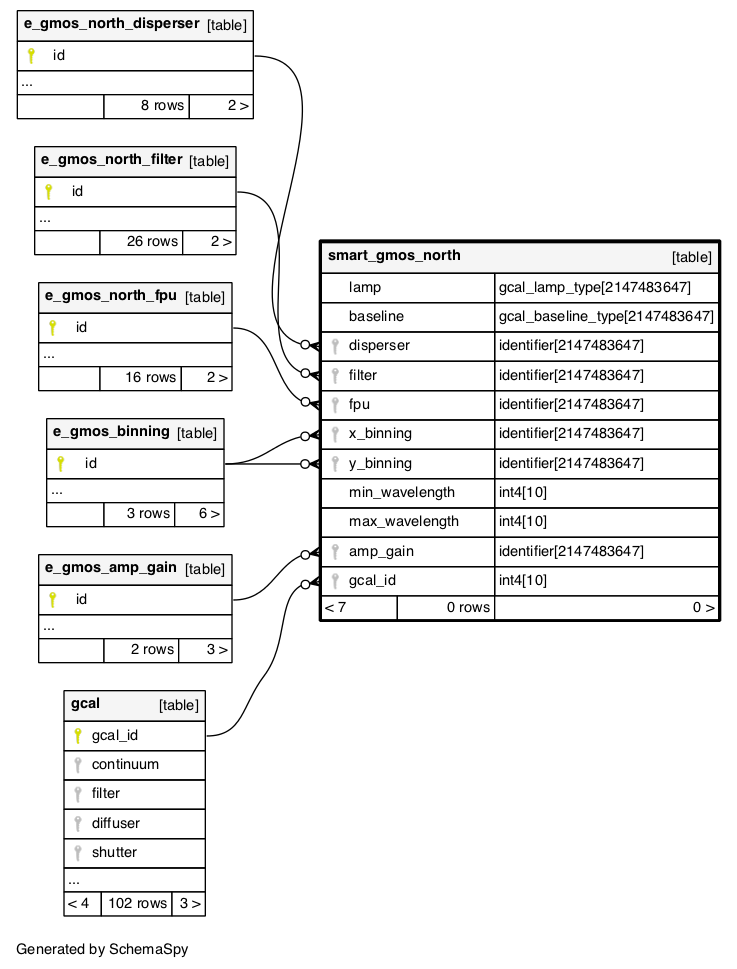 e_gmos_north_disperser [table]
id
...
8 rows 2 >
e_gmos_north_filter [table]
id
...
26 rows 2 >
e_gmos_north_fpu [table]
id
...
16 rows 2 >
e_gmos_binning [table]
id
...
3 rows 6 >
e_gmos_amp_gain [table]
id
...
2 rows 3 >
gcal [table]
gcal_id
continuum
filter
diffuser
shutter
...
< 4 102 rows 3 >
smart_gmos_north [table]
lamp gcal_lamp_type[2147483647]
baseline gcal_baseline_type[2147483647]
disperser identifier[2147483647]
filter identifier[2147483647]
fpu identifier[2147483647]
x_binning identifier[2147483647]
y_binning identifier[2147483647]
min_wavelength int4[10]
max_wavelength int4[10]
amp_gain identifier[2147483647]
gcal_id int4[10]
< 7 0 rows 0 >
Generated by SchemaSpy